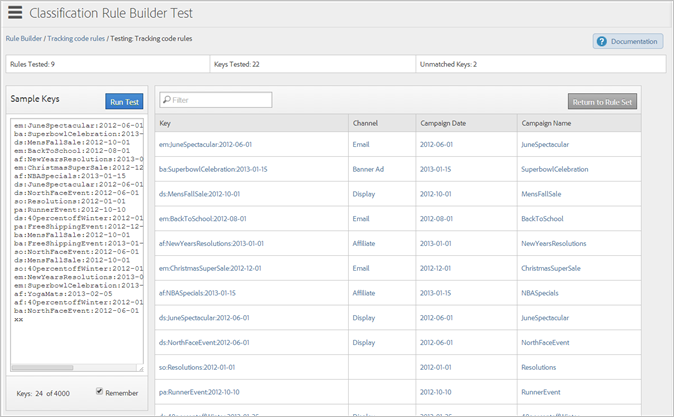 Classification Rule Builder Test
Rule Builder / Tracking code rules / Testing: Tracking code rules
? Documentation
Rules Tested: 9 Keys Tested: 22 Unmatched Keys: 2
Sample Keys Run Test
em:JuneSpectacular:2012-06-01
ba:SuperbowlCelebration:2013-
ds:MensFallSale:2012-10-01
em:BackToSchool:2012-08-01
af:NewYearsResolutions:2013-0
em:ChristmasSuperSale:2012-12
af:NBASpecials:2013-01-15
ds:JuneSpectacular:2012-06-01
ds:NorthFaceEvent:2012-06-01
so:Resolutions:2012-01-01
pa:RunnerEvent:2012-10-10
ds:40percentoffWinter:2012-01
pa:FreeShippingEvent:2012-12-
ba:MensFallSale:2012-10-01
ba:FreeShippingEvent:2013-01-
so:NorthFaceEvent:2012-06-01
ds:MensFallSale:2012-10-01
so:40percentoffWinter:2012-01
em:NewYearsResolutions:2013-0
em:SuperbowlCelebration:2013-
af:YogaMats:2013-02-05
af:40percentoffWinter:2012-01
ba:NorthFaceEvent:2012-06-01
xx
Keys: 24 of 4000 Remember
Filter Return to Rule Set
Key Channel Campaign Date Campaign Name
em:JuneSpectacular:2012-06-01 Email 2012-06-01 JuneSpectacular
ba:SuperbowlCelebration:2013-01-15 Banner Ad 2013-01-15 SuperbowlCelebration
ds:MensFallSale:2012-10-01 Display 2012-10-01 MensFallSale
em:BackToSchool:2012-08-01 Email 2012-08-01 BackToSchool
af:NewYearsResolutions:2013-01-01 Affiliate 2013-01-01 NewYearsResolutions
em:ChristmasSuperSale:2012-12-01 Email 2012-12-01 ChristmasSuperSale
af:NBASpecials:2013-01-15 Affiliate 2013-01-15 NBASpecials
ds:JuneSpectacular:2012-06-01 Display 2012-06-01 JuneSpectacular
ds:NorthFaceEvent:2012-06-01 Display 2012-06-01 NorthFaceEvent
so:Resolutions:2012-01-01 2012-01-01 Resolutions
pa:RunnerEvent:2012-10-10 2012-10-10 RunnerEvent